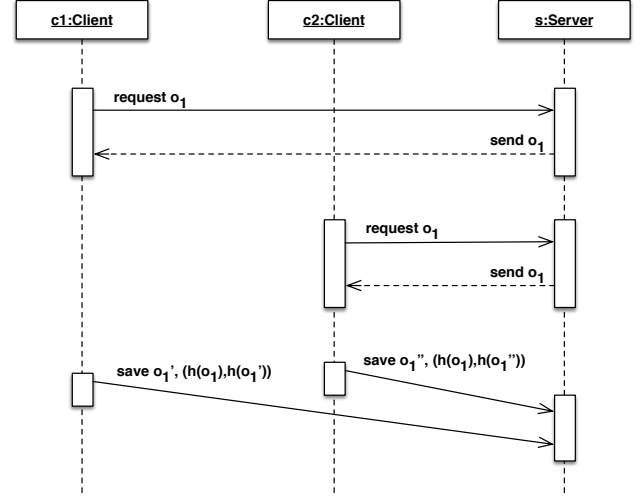 c1:Client
c2:Client
s:Server
request o₁
send o₁
request o₁
send o₁
save o₁', (h(o₁),h(o₁'))
save o₁'', (h(o₁),h(o₁''))